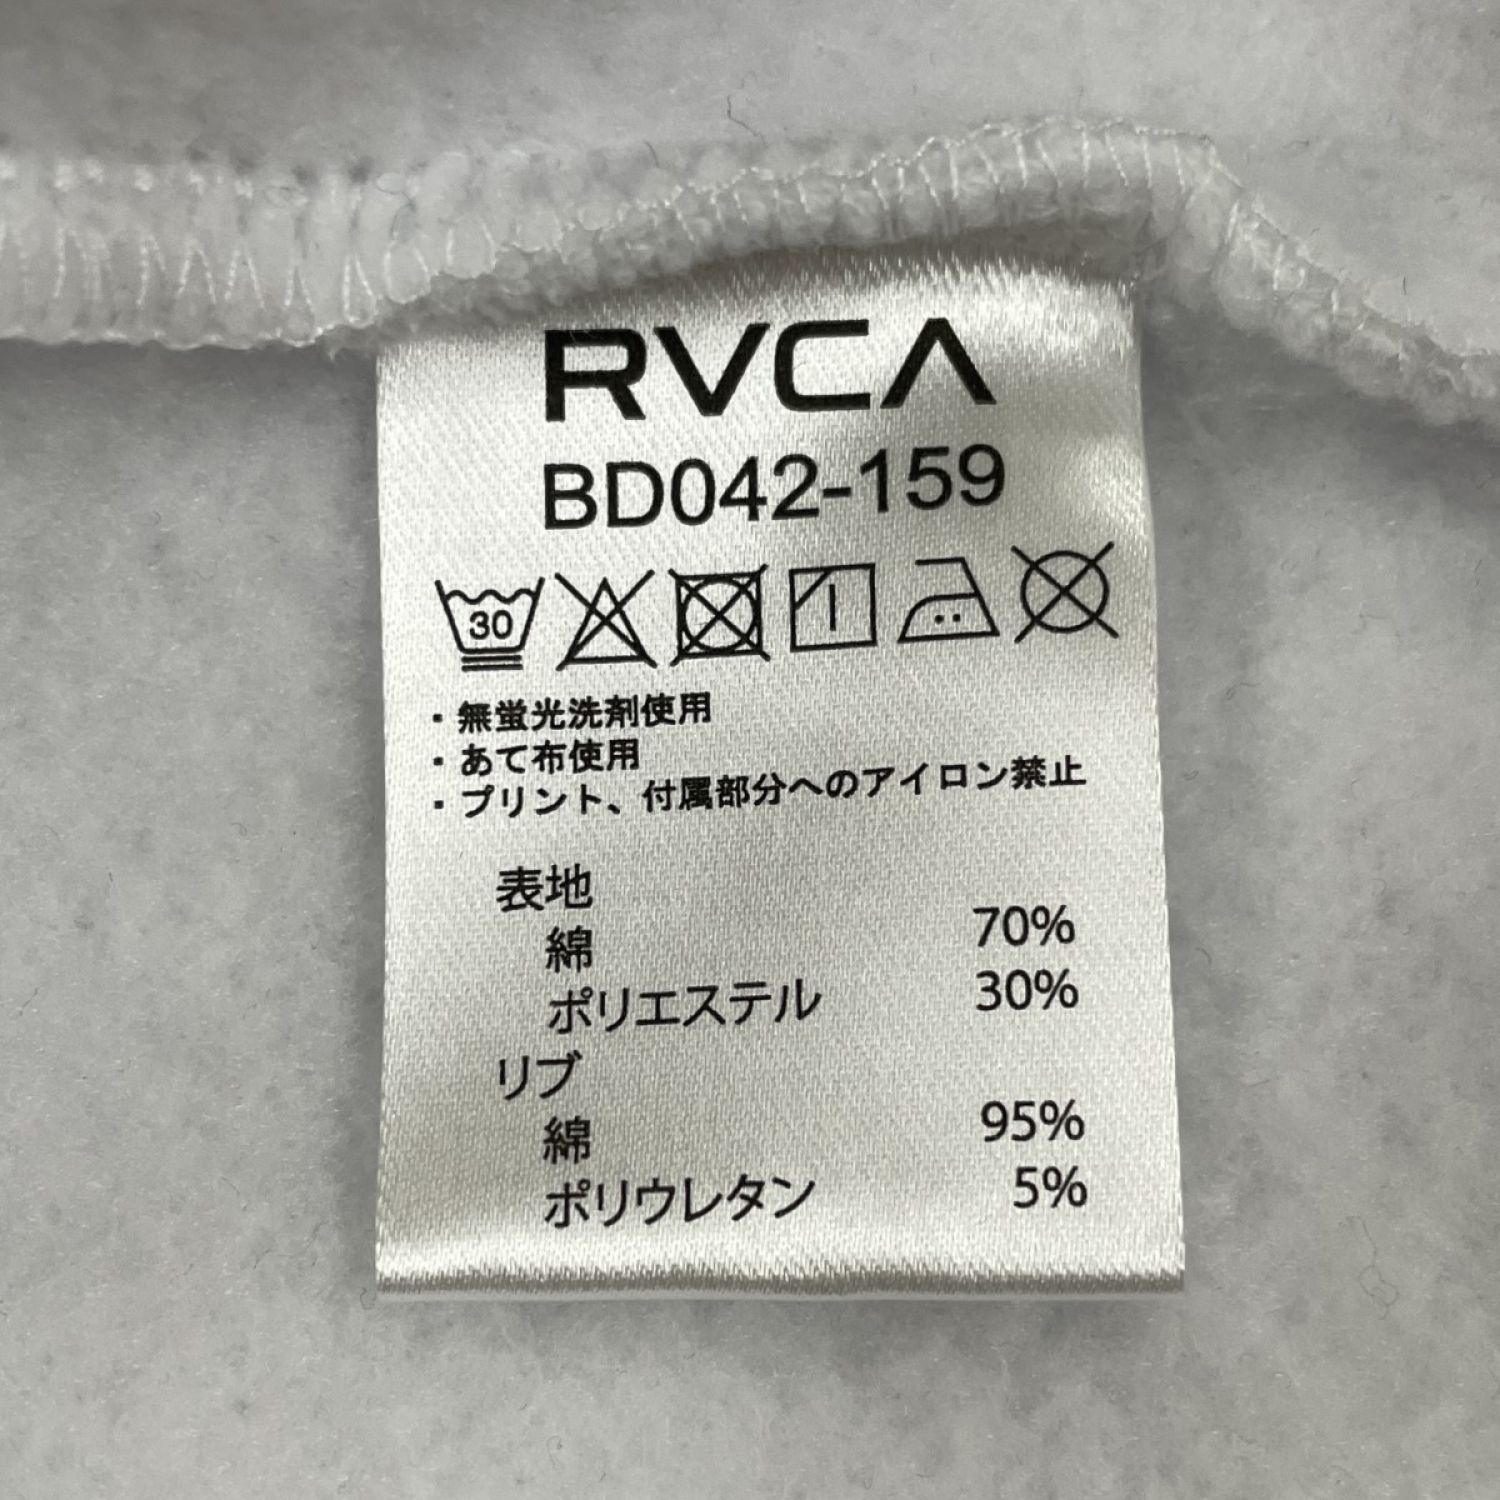 RVCA
BD042-159
30
・無蛍光洗剤使用
・あて布使用
・プリント、付属部分へのアイロン禁止
表地
綿 70%
ポリエステル 30%
リブ
綿 95%
ポリウレタン 5%